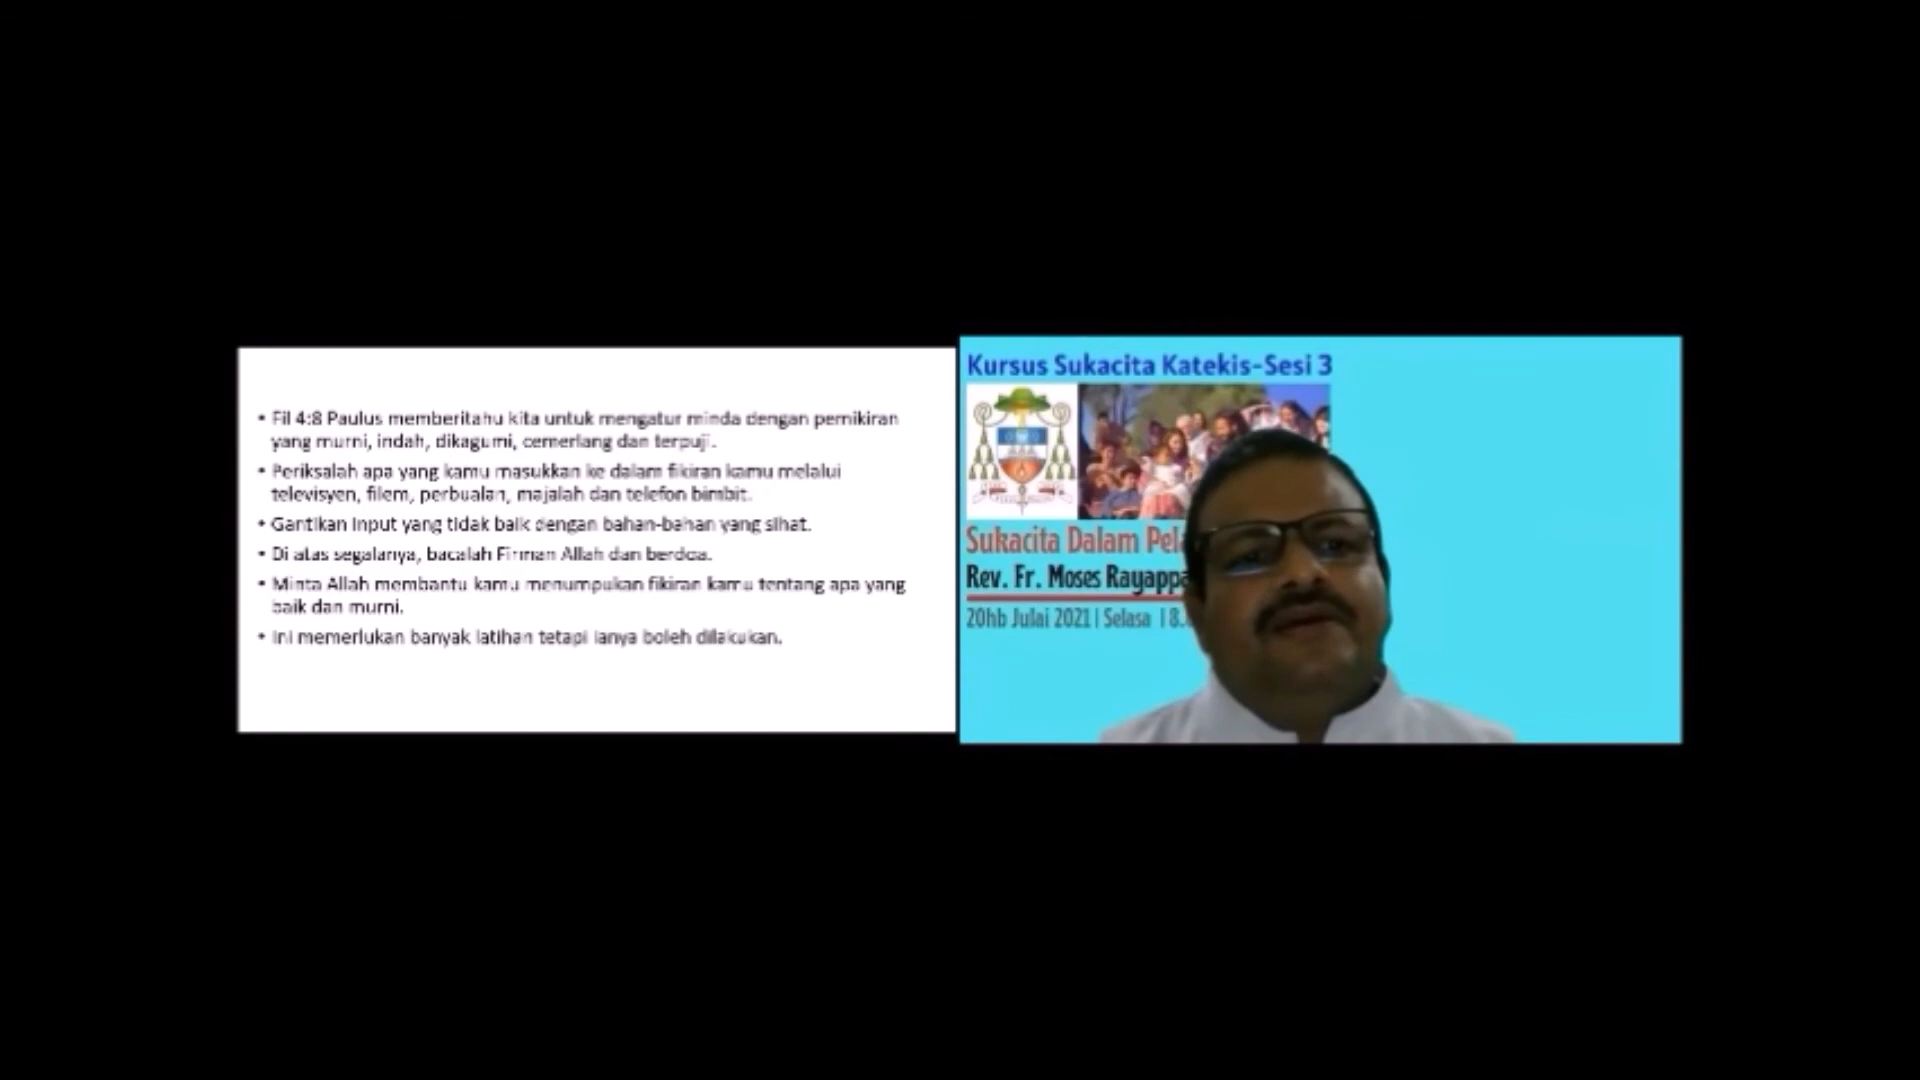 • Fil 4:8 Paulus memberitahu kita untuk mengatur minda dengan pemikiran
yang murni, indah, dikagumi, cemerlang dan terpuji.
• Periksalah apa yang kamu masukkan ke dalam fikiran kamu melalui
televisyen, filem, perbualan, majalah dan telefon bimbit.
• Gantikan input yang tidak baik dengan bahan-bahan yang sihat.
• Di atas segalanya, bacalah Firman Allah dan berdoa.
• Minta Allah membantu kamu menumpukan fikiran kamu tentang apa yang
baik dan murni.
• Ini memerlukan banyak latihan tetapi ianya boleh dilakukan.
Kursus Sukacita Katekis-Sesi 3
Sukacita Dalam Pela
Rev. Fr. Moses Rayappa
20hb Julai 2021 | Selasa | 8.